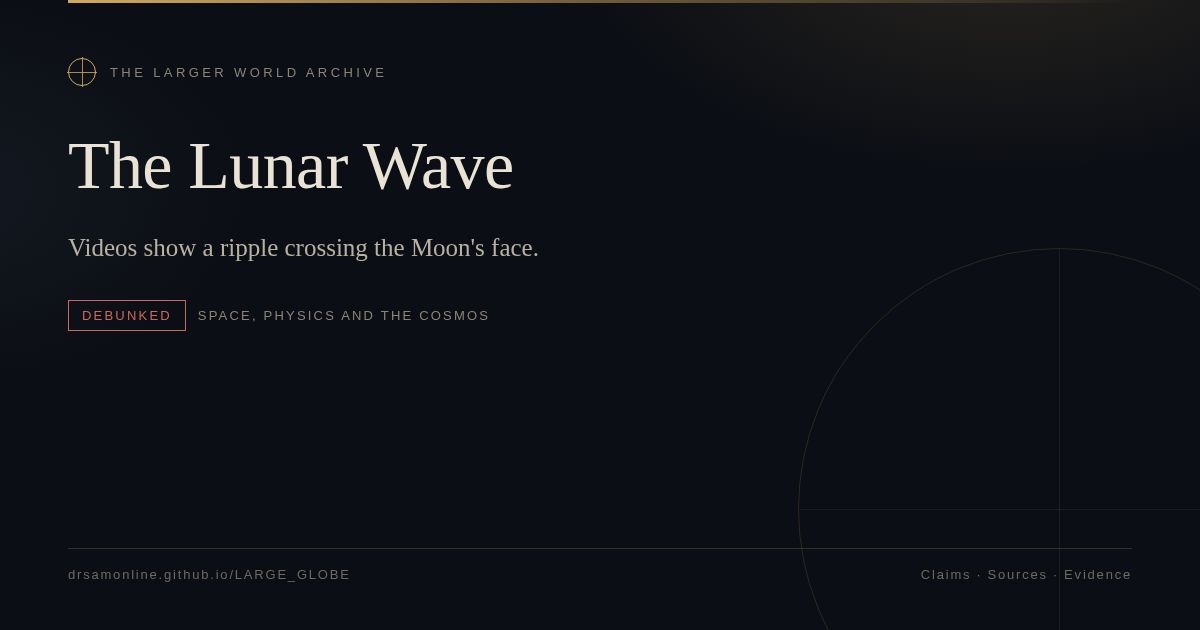 THE LARGER WORLD ARCHIVE
The Lunar Wave
Videos show a ripple crossing the Moon's face.
DEBUNKED SPACE, PHYSICS AND THE COSMOS
drsamonline.github.io/LARGE_GLOBE Claims · Sources · Evidence